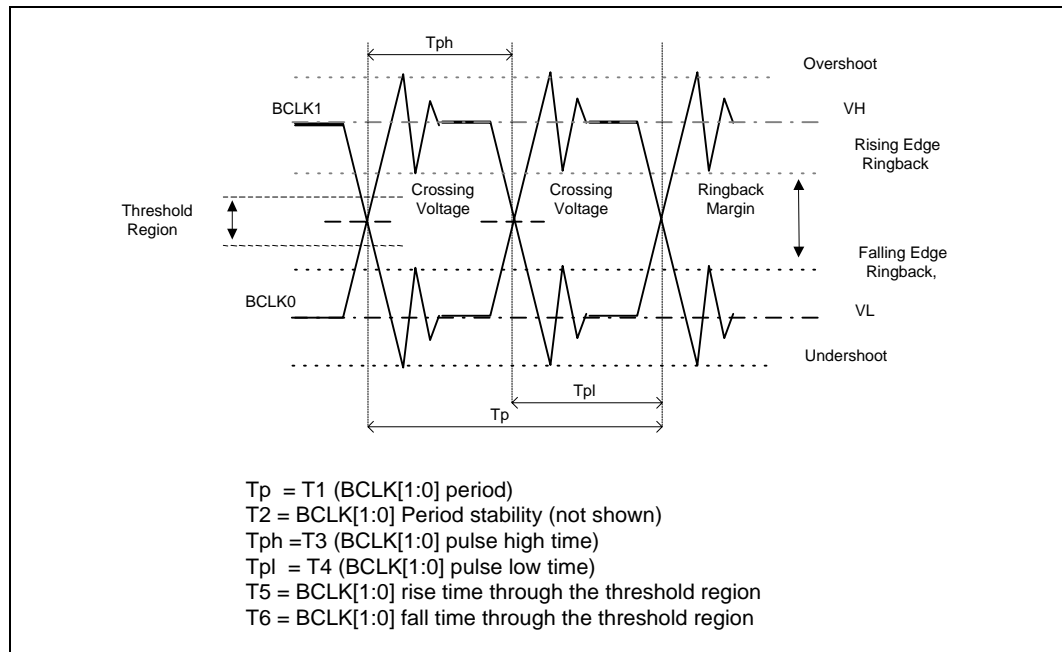 Tph
Overshoot
BCLK1
VH
Rising Edge
Ringback
Crossing
Voltage
Crossing
Voltage
Ringback
Margin
Threshold
Region
Falling Edge
Ringback,
BCLK0
VL
Undershoot
Tpl
Tp
Tp = T1 (BCLK[1:0] period)
T2 = BCLK[1:0] Period stability (not shown)
Tph =T3 (BCLK[1:0] pulse high time)
Tpl = T4 (BCLK[1:0] pulse low time)
T5 = BCLK[1:0] rise time through the threshold region
T6 = BCLK[1:0] fall time through the threshold region